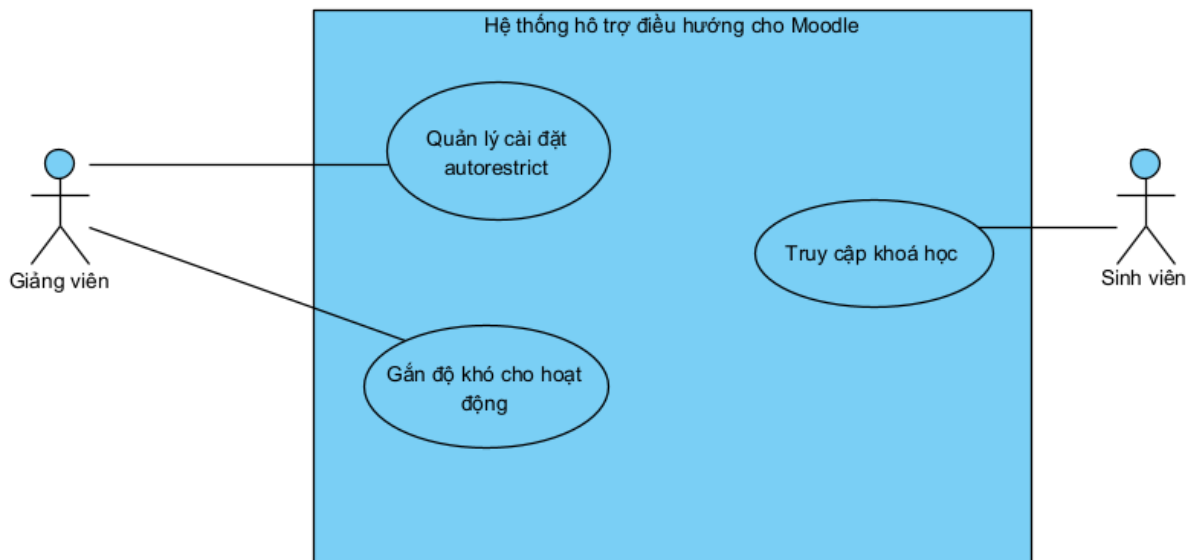 Hệ thống hô trợ điều hướng cho Moodle
Quản lý cài đặt
autorestrict
Truy cập khoá học
Giảng viên
Sinh viên
Gắn độ khó cho hoạt
động